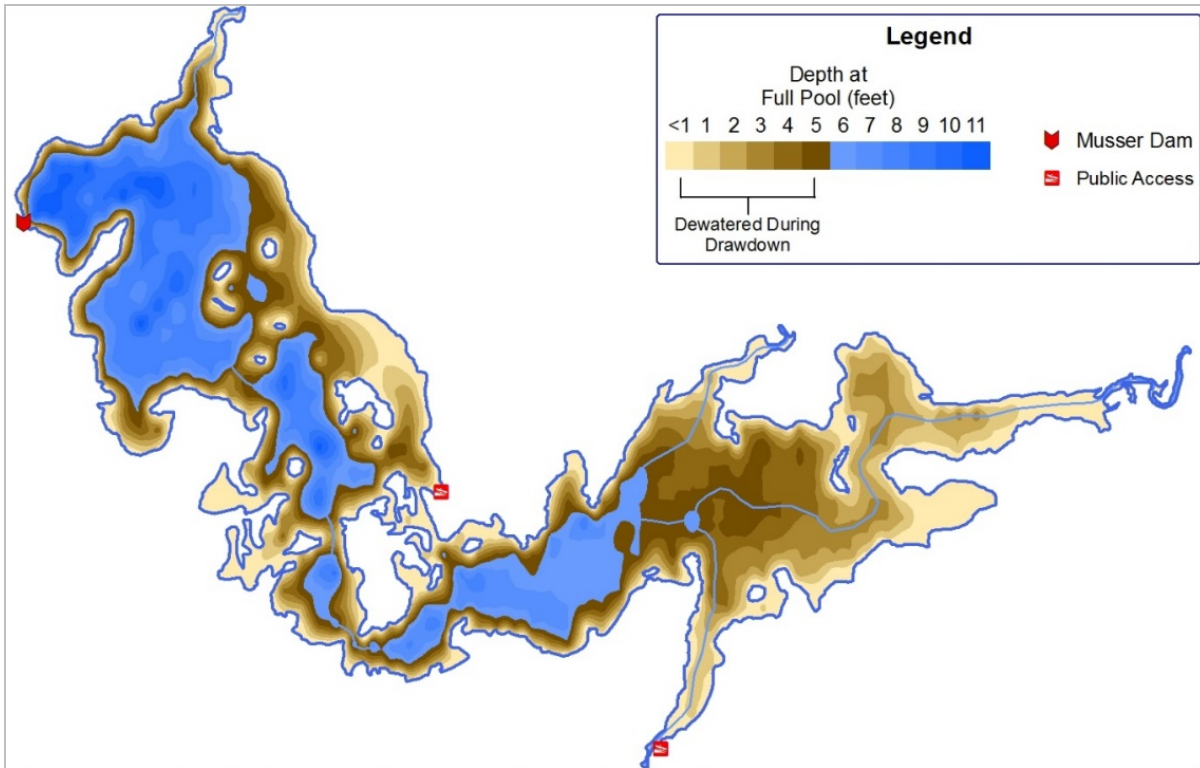 Legend
Depth at
Full Pool (feet)
<1 1 2 3 4 5 6 7 8 9 10 11
Dewatered During
Drawdown
Musser Dam
Public Access